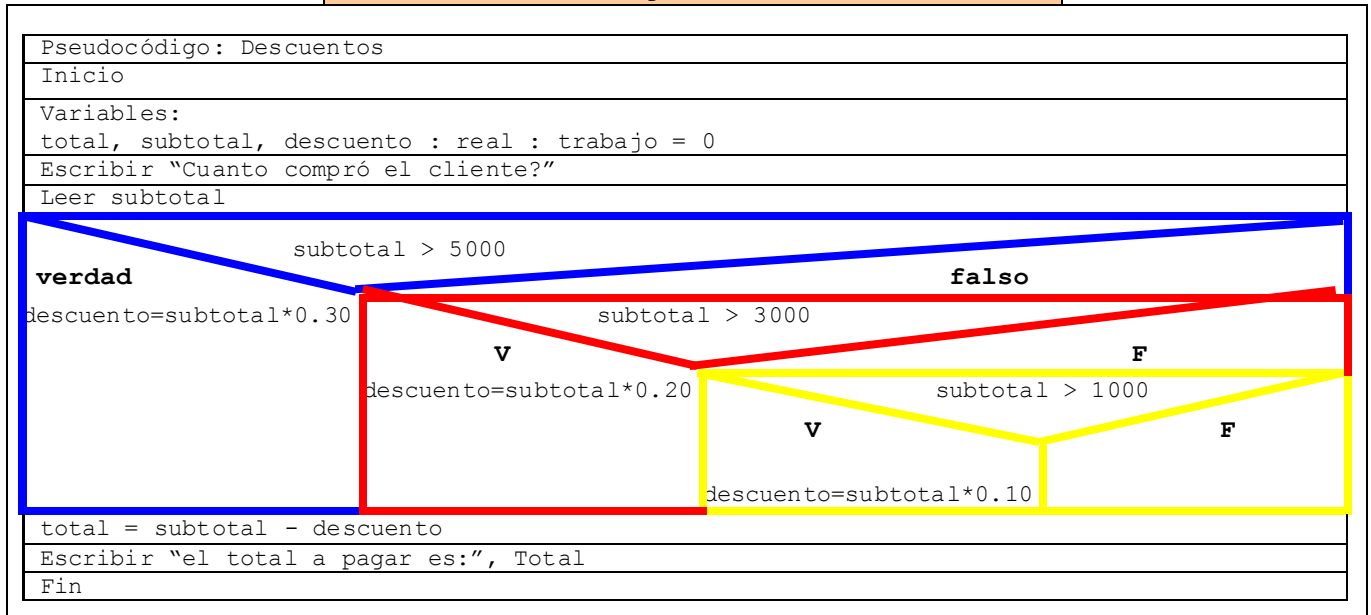 Pseudocódigo: Descuentos
Inicio
Variables:
total, subtotal, descuento : real : trabajo = 0
Escribir “Cuanto compró el cliente?”
Leer subtotal
subtotal > 5000
verdad falso
descuento=subtotal*0.30 subtotal > 3000
V F
descuento=subtotal*0.20 subtotal > 1000
V F
descuento=subtotal*0.10
total = subtotal - descuento
Escribir “el total a pagar es:”, Total
Fin